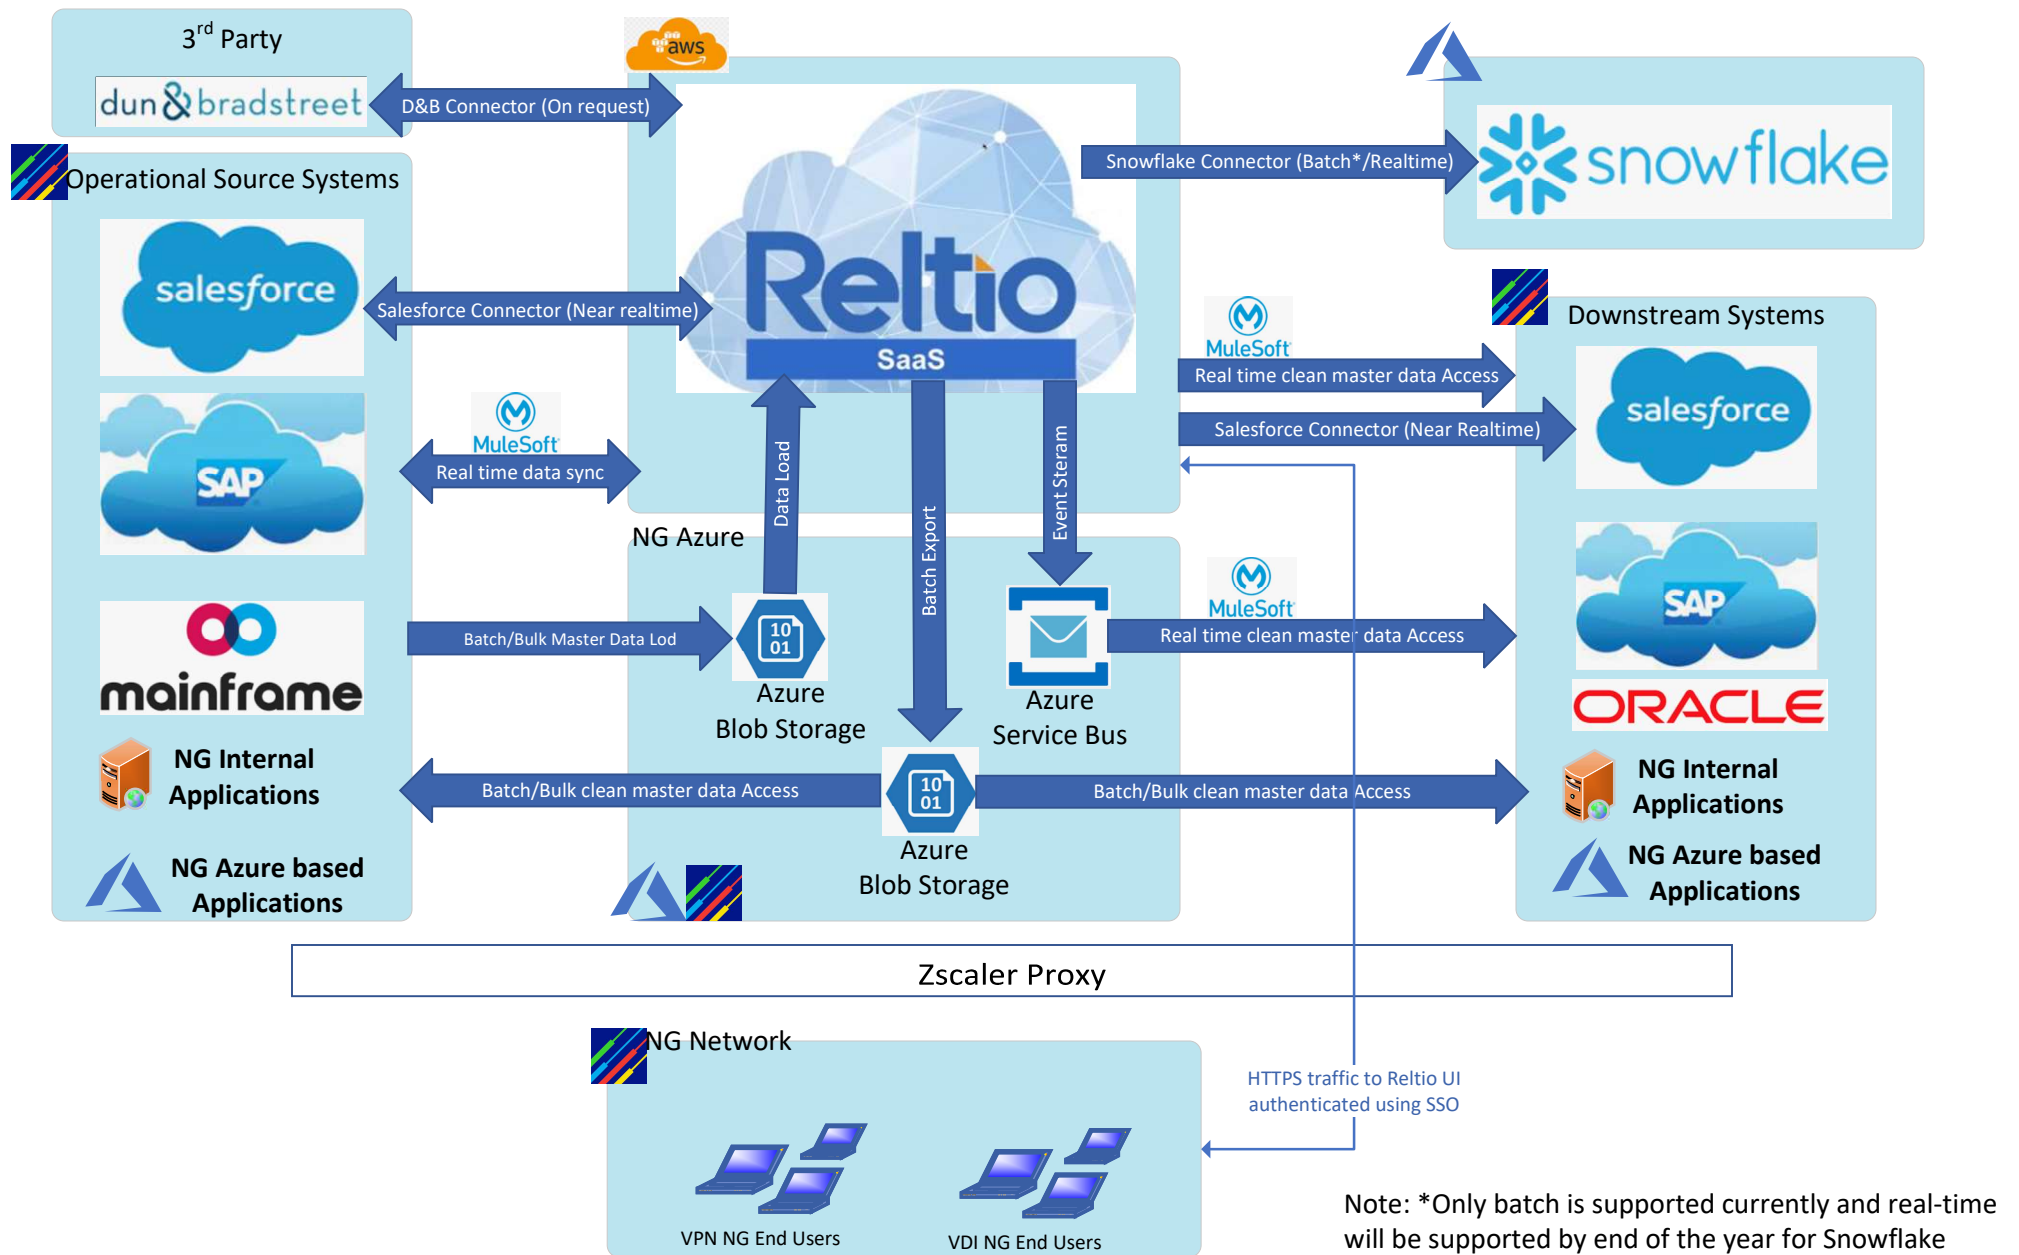 3rd Party
dun & bradstreet
D&B Connector (On request)
aws
Snowflake Connector (Batch*/Realtime)
snowflake
Operational Source Systems
salesforce
Salesforce Connector (Near realtime)
Reltio
SaaS
MuleSoft
Real time clean master data Access
Salesforce Connector (Near Realtime)
Downstream Systems
salesforce
SAP
MuleSoft
Real time data sync
Data Load
Batch Export
Event Steram
NG Azure
mainframe
Batch/Bulk Master Data Lod
10
01
Azure
Blob Storage
Azure
Service Bus
MuleSoft
Real time clean master data Access
SAP
ORACLE
NG Internal
Applications
Batch/Bulk clean master data Access
10
01
Azure
Blob Storage
Batch/Bulk clean master data Access
NG Internal
Applications
NG Azure based
Applications
NG Azure based
Applications
Zscaler Proxy
NG Network
HTTPS traffic to Reltio UI
authenticated using SSO
VPN NG End Users
VDI NG End Users
Note: *Only batch is supported currently and real-time
will be supported by end of the year for Snowflake